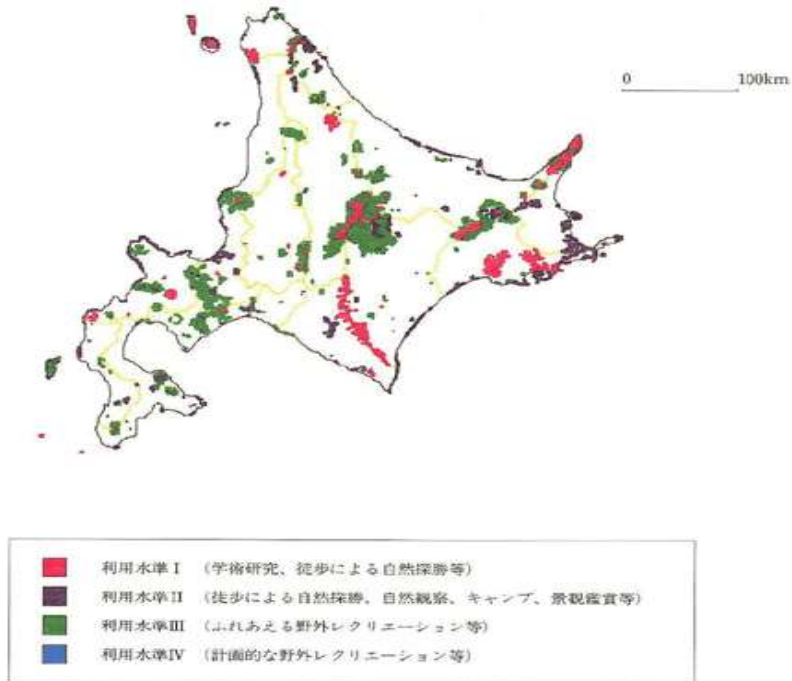 0 100km
利用水準I (学術研究、徒歩による自然探勝等)
利用水準II (徒歩による自然探勝、自然観察、キャンプ、景観鑑賞等)
利用水準III (ふれあえる野外レクリエーション等)
利用水準IV (計画的な野外レクリエーション等)